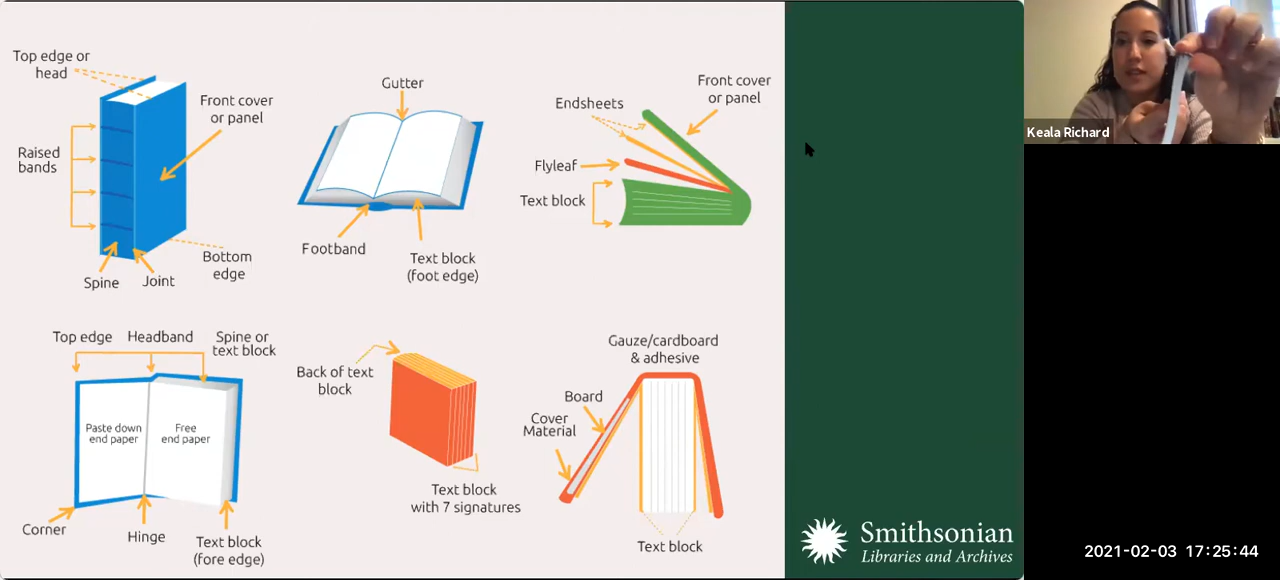 Top edge or
head
Front cover
or panel
Raised
bands
Bottom
edge
Spine
Joint
Gutter
Footband
Text block
(foot edge)
Endsheets
Front cover
or panel
Flyleaf
Text block
Top edge
Headband
Spine or
text block
Paste down
end paper
Free
end paper
Corner
Hinge
Text block
(fore edge)
Back of text
block
Text block
with 7 signatures
Gauze/cardboard
& adhesive
Board
Cover
Material
Text block
Smithsonian
Libraries and Archives
Keala Richard
2021-02-03 17:25:44